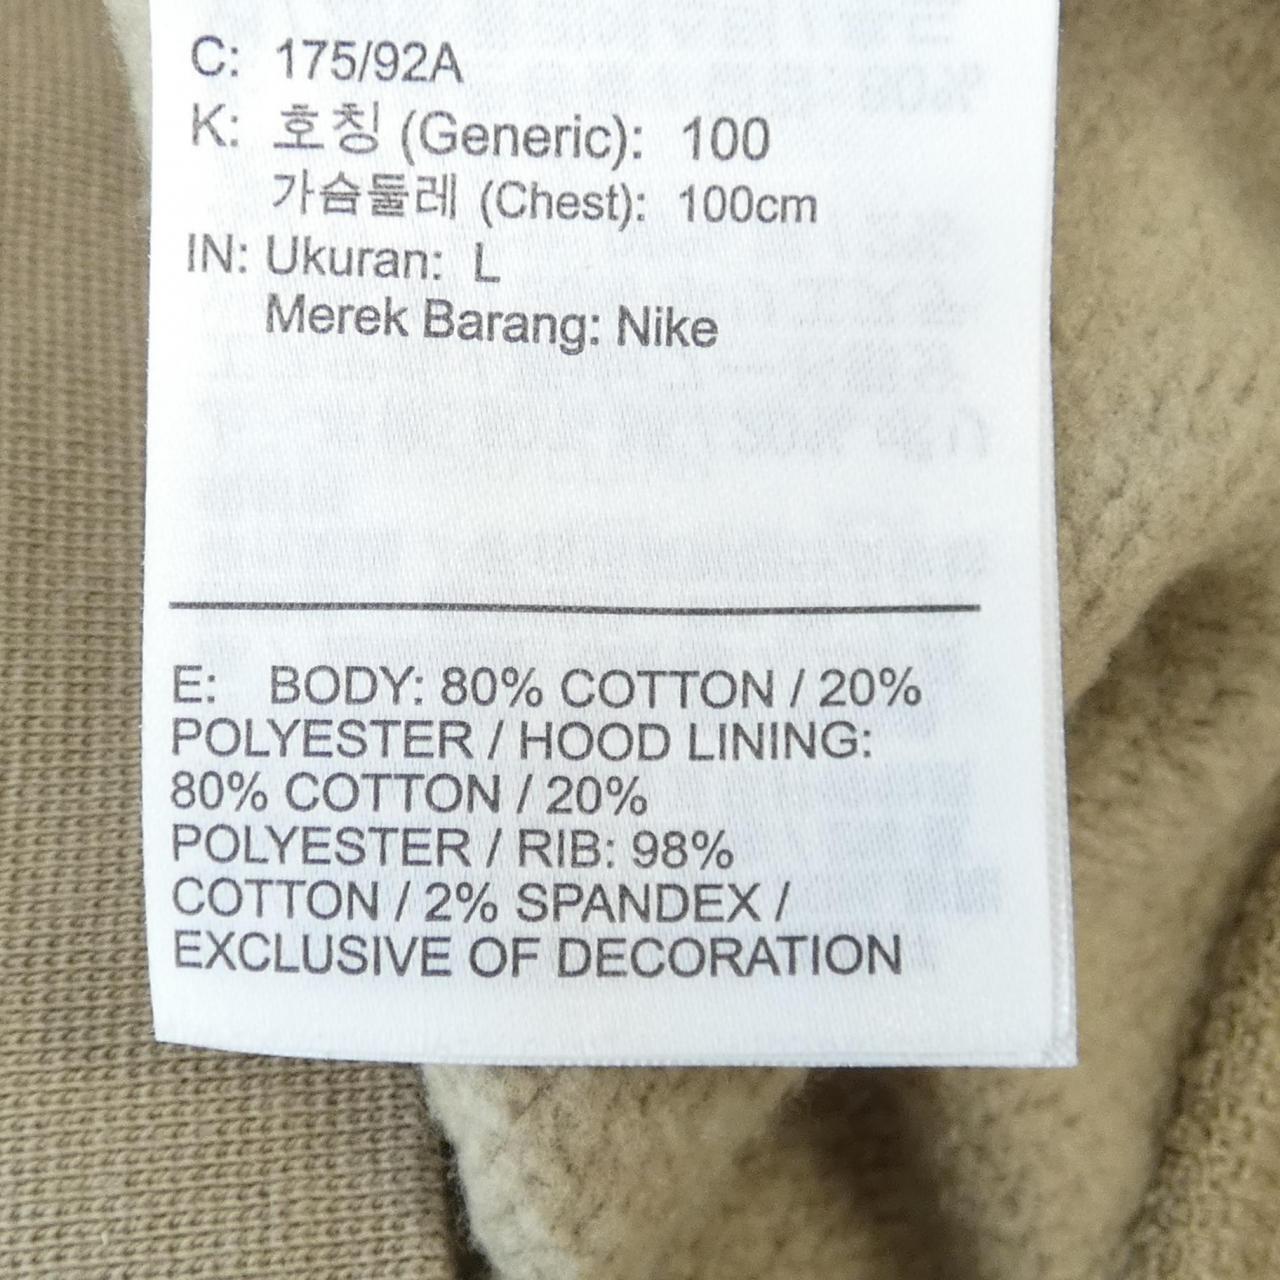 C: 175/92A
K: 호칭 (Generic): 100
가슴둘레 (Chest): 100cm
IN: Ukuran: L
Merek Barang: Nike
E: BODY: 80% COTTON / 20%
POLYESTER / HOOD LINING:
80% COTTON / 20%
POLYESTER / RIB: 98%
COTTON / 2% SPANDEX /
EXCLUSIVE OF DECORATION